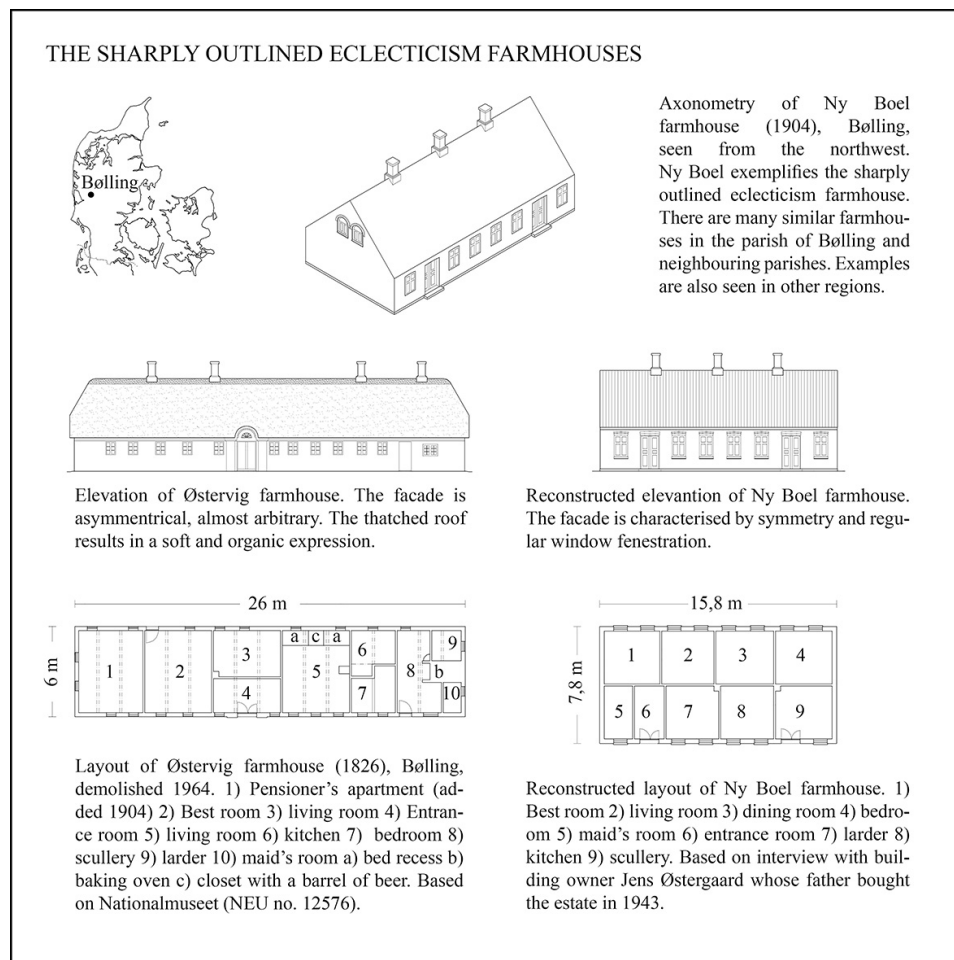 THE SHARPLY OUTLINED ECLECTICISM FARMHOUSES
Bølling
Axonometry of Ny Boel
farmhouse (1904), Bølling,
seen from the northwest.
Ny Boel exemplifies the sharply
outlined eclecticism farmhouse.
There are many similar farmhou-
ses in the parish of Bølling and
neighbouring parishes. Examples
are also seen in other regions.
Elevation of Østervig farmhouse. The facade is
asymmentrical, almost arbitrary. The thatched roof
results in a soft and organic expression.
Reconstructed elevantion of Ny Boel farmhouse.
The facade is characterised by symmetry and regu-
lar window fenestration.
26 m
6 m
a c a
1 2 3 4 5 6 7 8 9 b 10
Layout of Østervig farmhouse (1826), Bølling,
demolished 1964. 1) Pensioner's apartment (ad-
ded 1904) 2) Best room 3) living room 4) Entran-
ce room 5) living room 6) kitchen 7) bedroom 8)
scullery 9) larder 10) maid's room a) bed recess b)
baking oven c) closet with a barrel of beer. Based
on Nationalmuseet (NEU no. 12576).
15,8 m
7,8 m
1 2 3 4
5 6 7 8 9
Reconstructed layout of Ny Boel farmhouse. 1)
Best room 2) living room 3) dining room 4) bedro-
om 5) maid's room 6) entrance room 7) larder 8)
kitchen 9) scullery. Based on interview with buil-
ding owner Jens Østergaard whose father bought
the estate in 1943.